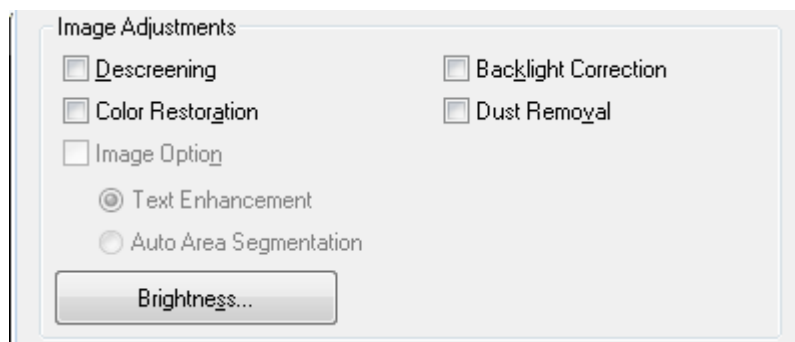 Image Adjustments
Descreening
Backlight Correction
Color Restoration
Dust Removal
Image Option
Text Enhancement
Auto Area Segmentation
Brightness...